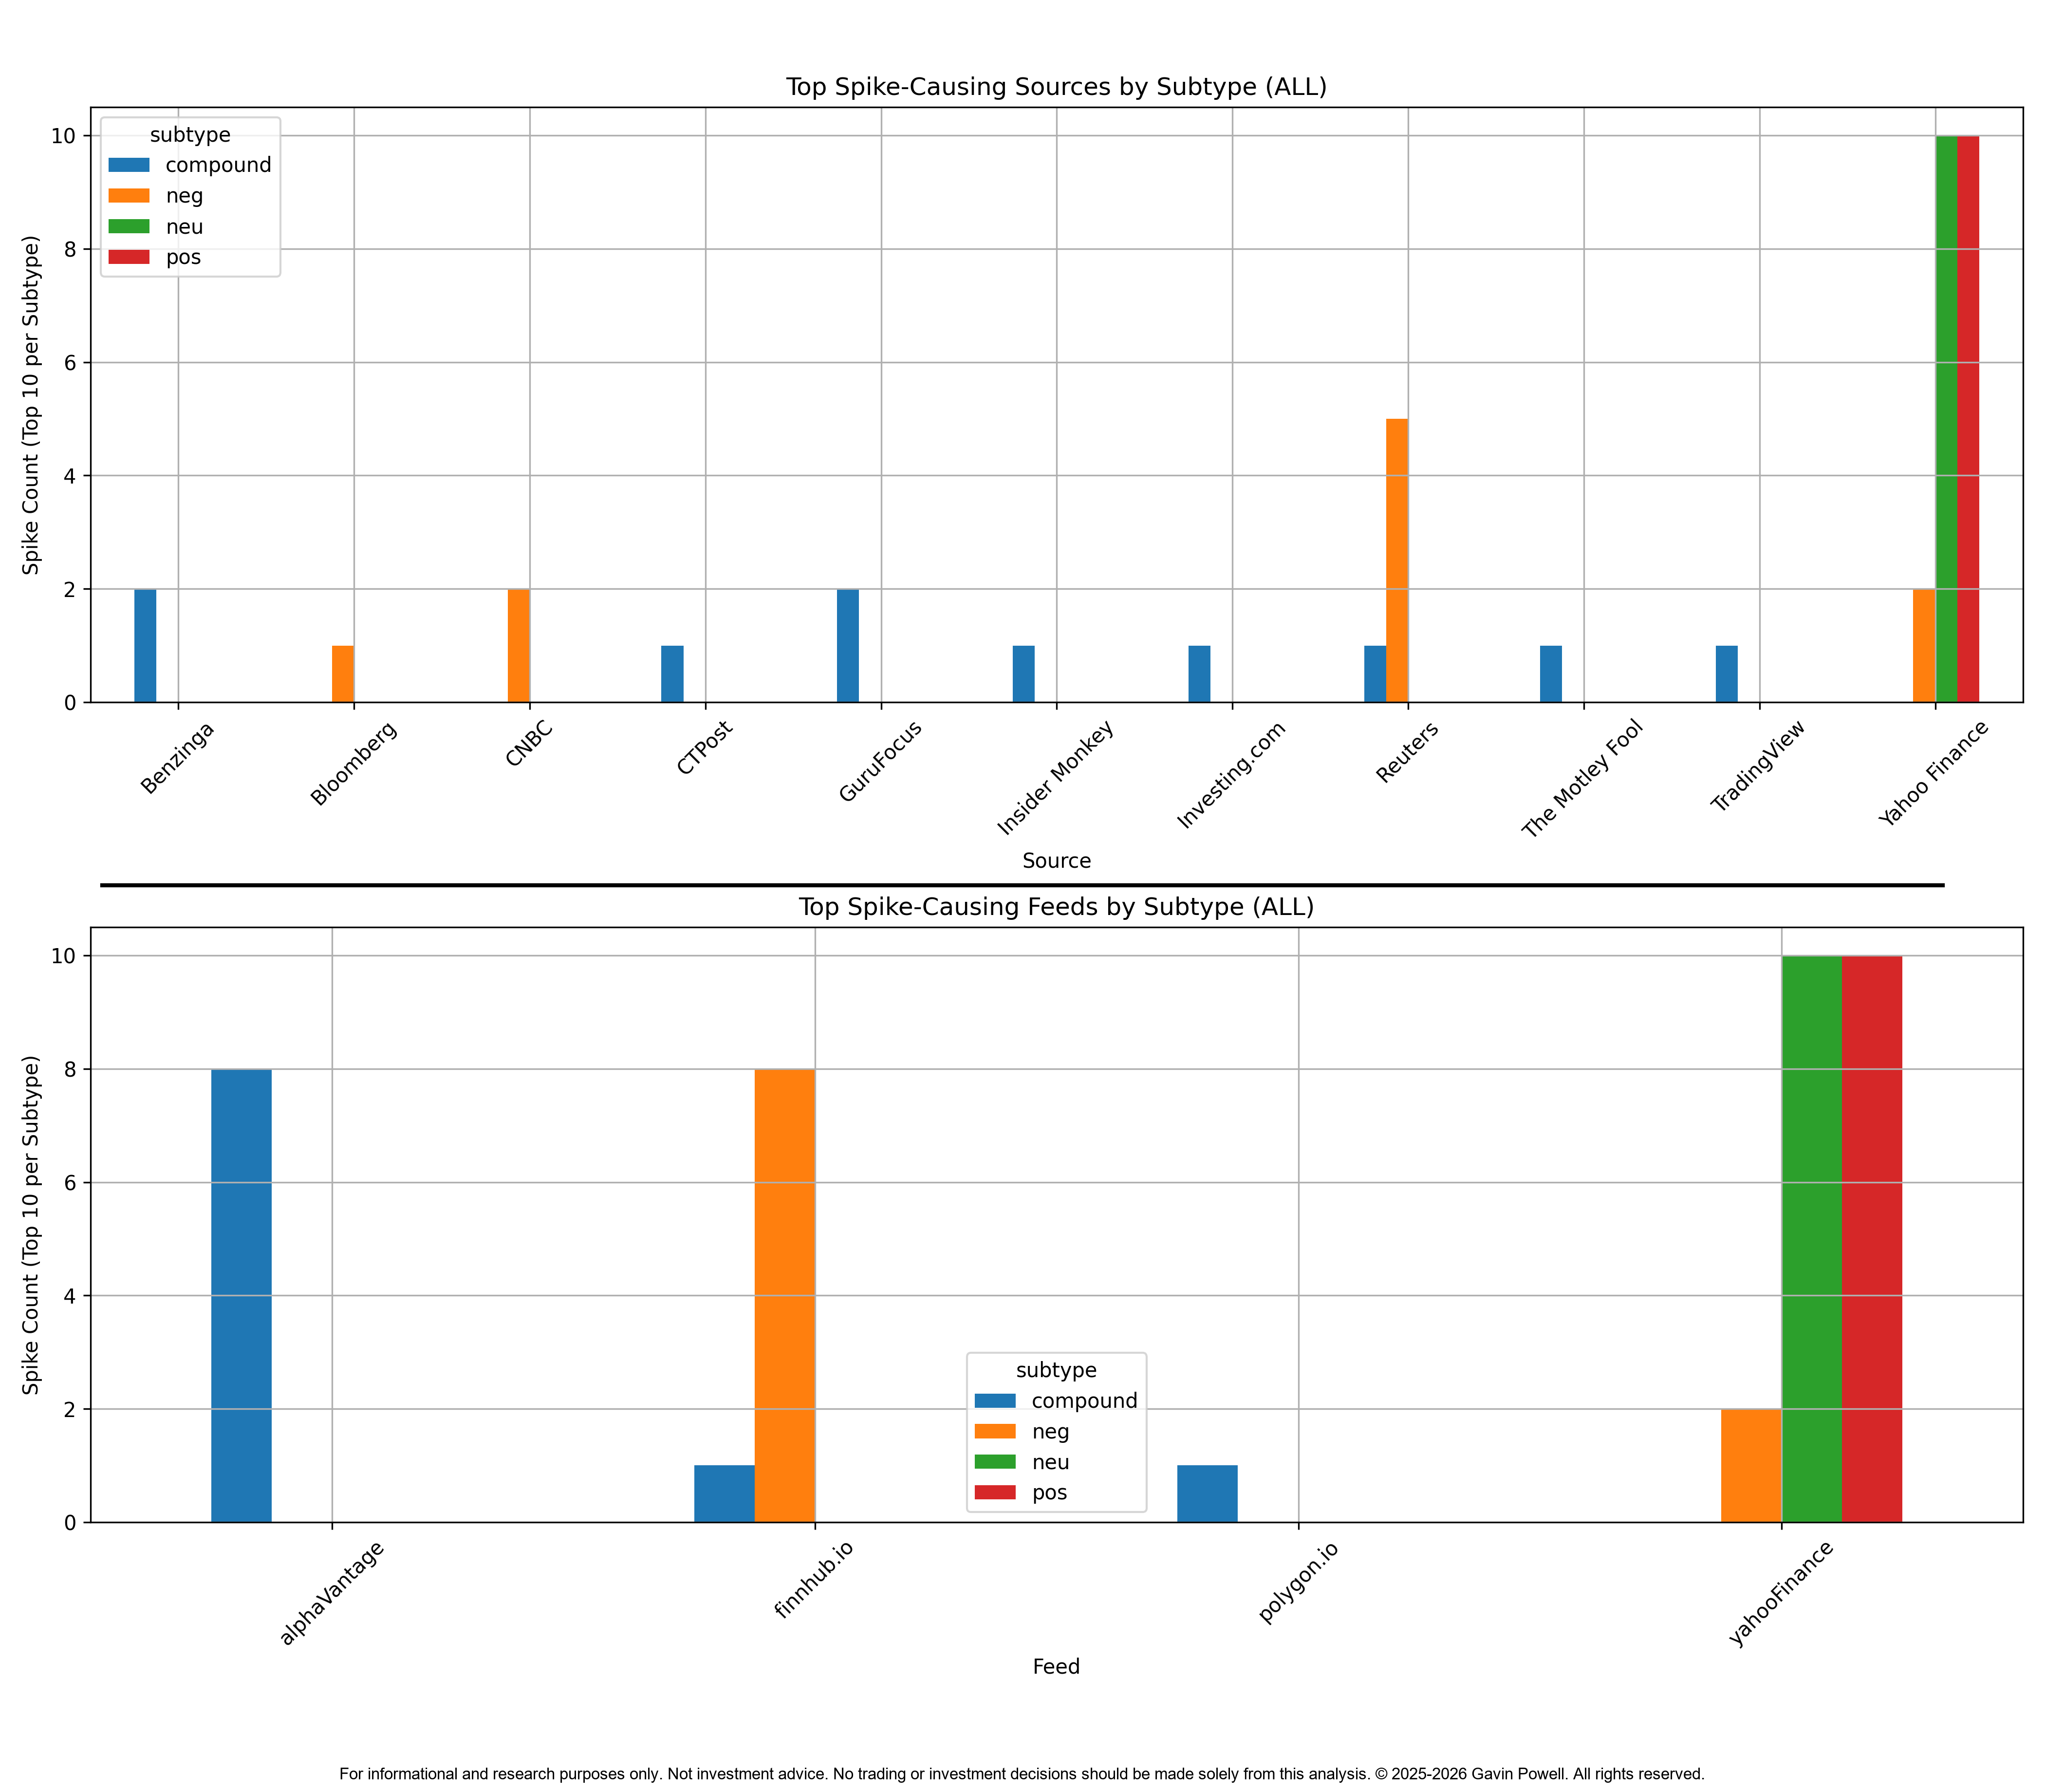 Top Spike-Causing Sources by Subtype (ALL)
Spike Count (Top 10 per Subtype)
10
8
6
4
2
0
subtype
compound
neg
neu
pos
Benzinga
Bloomberg
CNBC
CTPost
GuruFocus
Insider Monkey
Investing.com
Reuters
The Motley Fool
TradingView
Yahoo Finance
Source
Top Spike-Causing Feeds by Subtype (ALL)
Spike Count (Top 10 per Subtype)
10
8
6
4
2
0
subtype
compound
neg
neu
pos
alphaVantage
finnhub.io
polygon.io
yahooFinance
Feed
For informational and research purposes only. Not investment advice. No trading or investment decisions should be made solely from this analysis. © 2025-2026 Gavin Powell. All rights reserved.